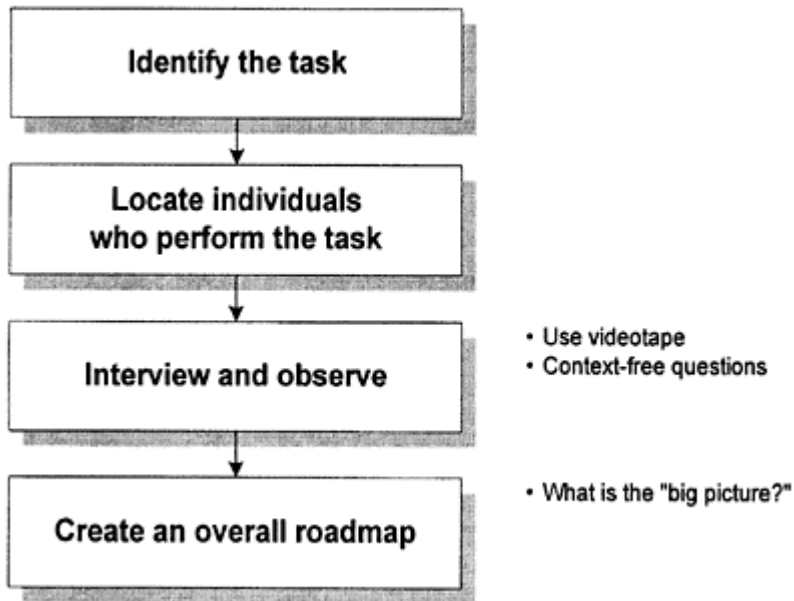 Identify the task
Locate individuals
who perform the task
Interview and observe
• Use videotape
• Context-free questions
Create an overall roadmap
• What is the "big picture?"